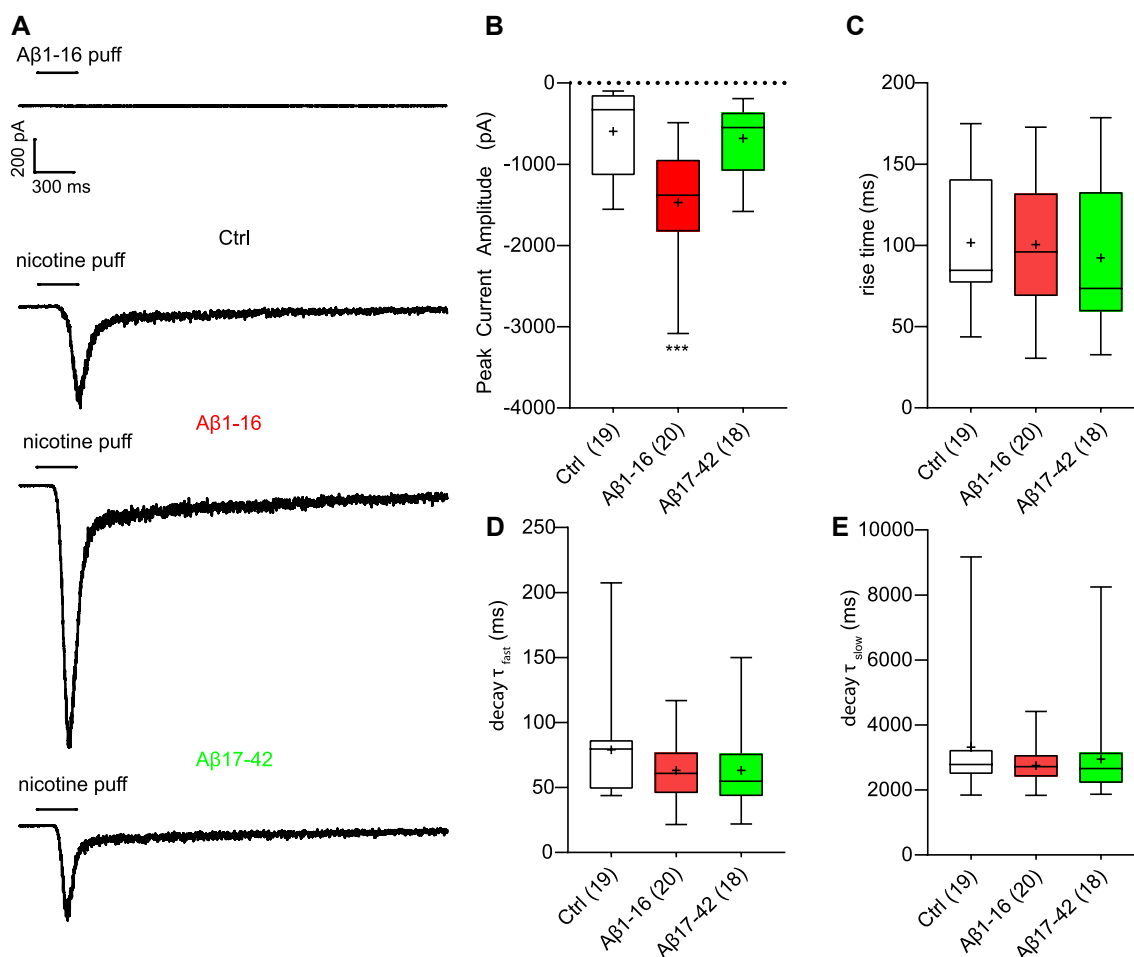 A
Aβ1-16 puff
200 pA
300 ms
Ctrl
nicotine puff
Aβ1-16
nicotine puff
Aβ17-42
nicotine puff
B
Peak Current Amplitude (pA)
0
-1000
-2000
-3000
-4000
***
Ctrl (19)
Aβ1-16 (20)
Aβ17-42 (18)
C
rise time (ms)
200
150
100
50
0
Ctrl (19)
Aβ1-16 (20)
Aβ17-42 (18)
D
decay τ fast (ms)
250
200
150
100
50
0
Ctrl (19)
Aβ1-16 (20)
Aβ17-42 (18)
E
decay τ slow (ms)
10000
8000
6000
4000
2000
0
Ctrl (19)
Aβ1-16 (20)
Aβ17-42 (18)